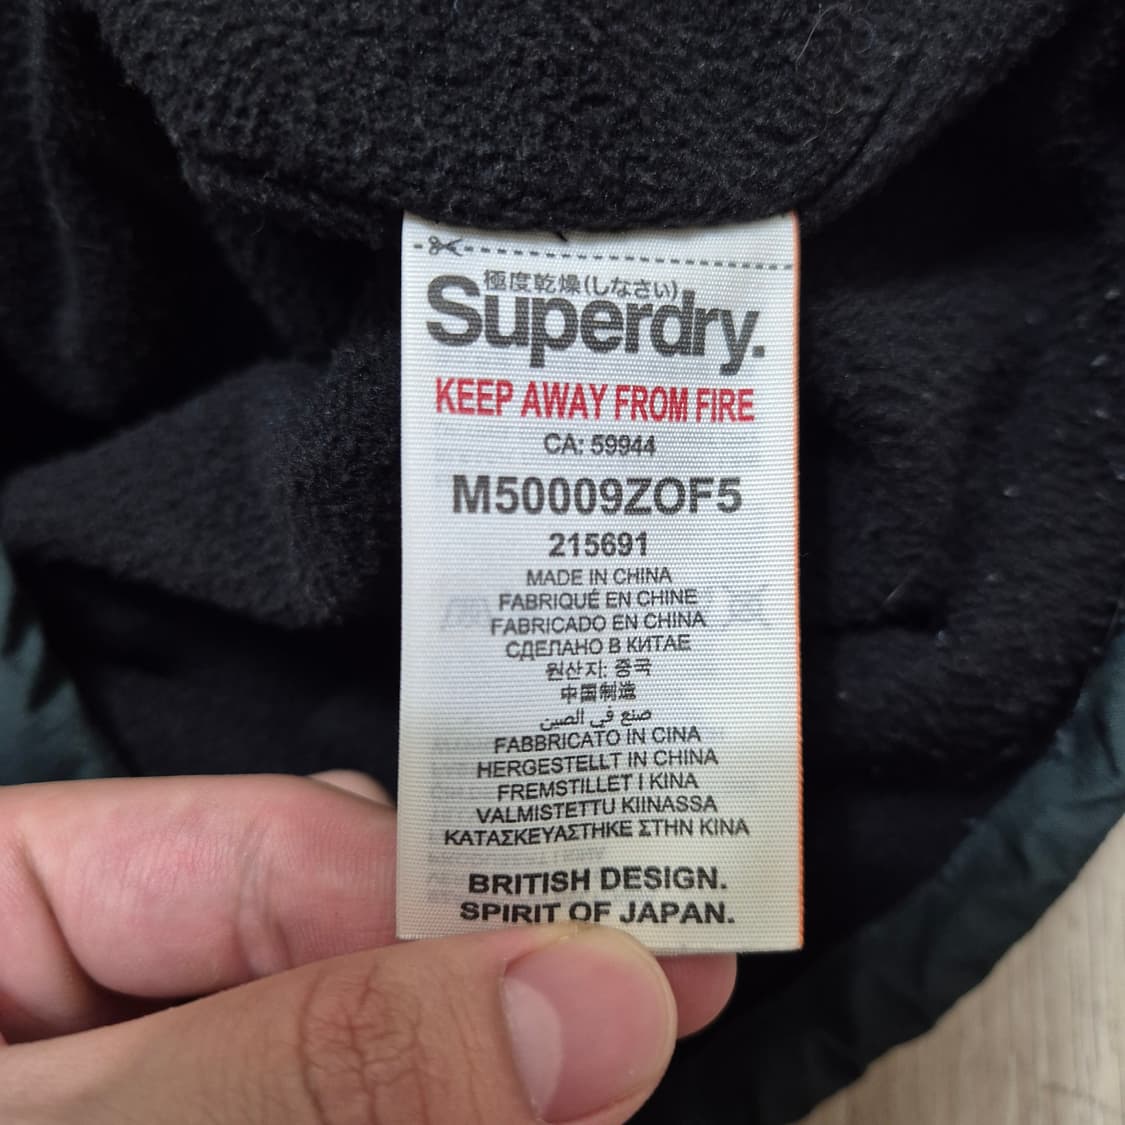 極度乾燥(しなさい)
Superdry.
KEEP AWAY FROM FIRE
CA: 59944
M50009ZOF5
215691
MADE IN CHINA
FABRIQUÉ EN CHINE
FABRICADO EN CHINA
СДЕЛАНО В КИТАЕ
원산지: 중국
中国制造
صنع في الصين
FABBRICATO IN CINA
HERGESTELLT IN CHINA
FREMSTILLET I KINA
VALMISTETTU KIINASSA
ΚΑΤΑΣΚΕΥΑΣΤΗΚΕ ΣΤΗΝ ΚΙΝΑ
BRITISH DESIGN.
SPIRIT OF JAPAN.